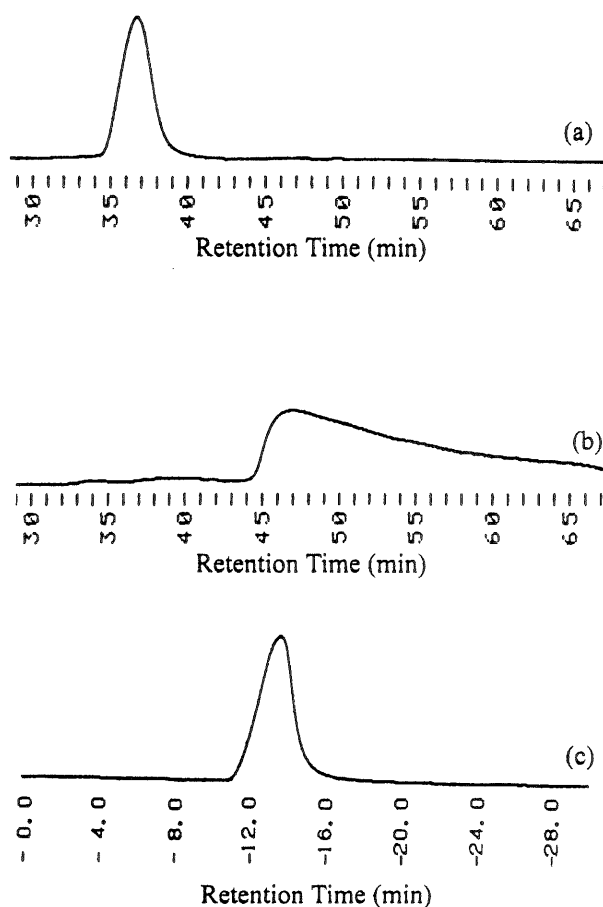 (a)
30 35 40 45 50 55 60 65
Retention Time (min)
(b)
30 35 40 45 50 55 60 65
Retention Time (min)
(c)
- 0.0 - 4.0 - 8.0 -12.0 -16.0 -20.0 -24.0 -28.0
Retention Time (min)